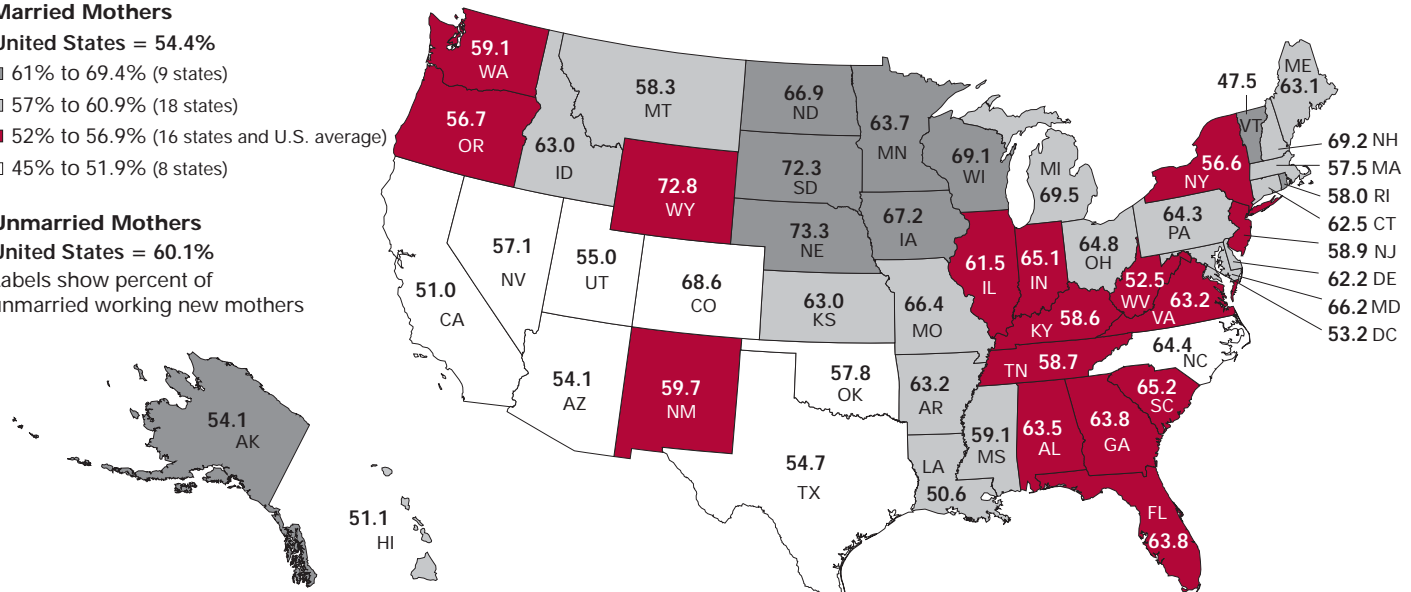 Married Mothers
United States = 54.4%
61% to 69.4% (9 states)
57% to 60.9% (18 states)
52% to 56.9% (16 states and U.S. average)
45% to 51.9% (8 states)
Unmarried Mothers
United States = 60.1%
Labels show percent of
unmarried working new mothers
59.1
WA
56.7
OR
63.0
ID
58.3
MT
72.8
WY
66.9
ND
72.3
SD
73.3
NE
63.7
MN
67.2
IA
69.1
WI
MI
69.5
51.0
CA
57.1
NV
55.0
UT
68.6
CO
63.0
KS
66.4
MO
61.5
IL
65.1
IN
64.8
OH
64.3
PA
56.6
NY
47.5
VT
ME
63.1
69.2 NH
57.5 MA
58.0 RI
62.5 CT
58.9 NJ
62.2 DE
66.2 MD
53.2 DC
52.5
WV
63.2
VA
KY 58.6
TN 58.7
64.4
NC
65.2
SC
54.1
AZ
59.7
NM
57.8
OK
63.2
AR
59.1
MS
63.5
AL
63.8
GA
54.7
TX
LA
50.6
FL
63.8
54.1
AK
51.1
HI